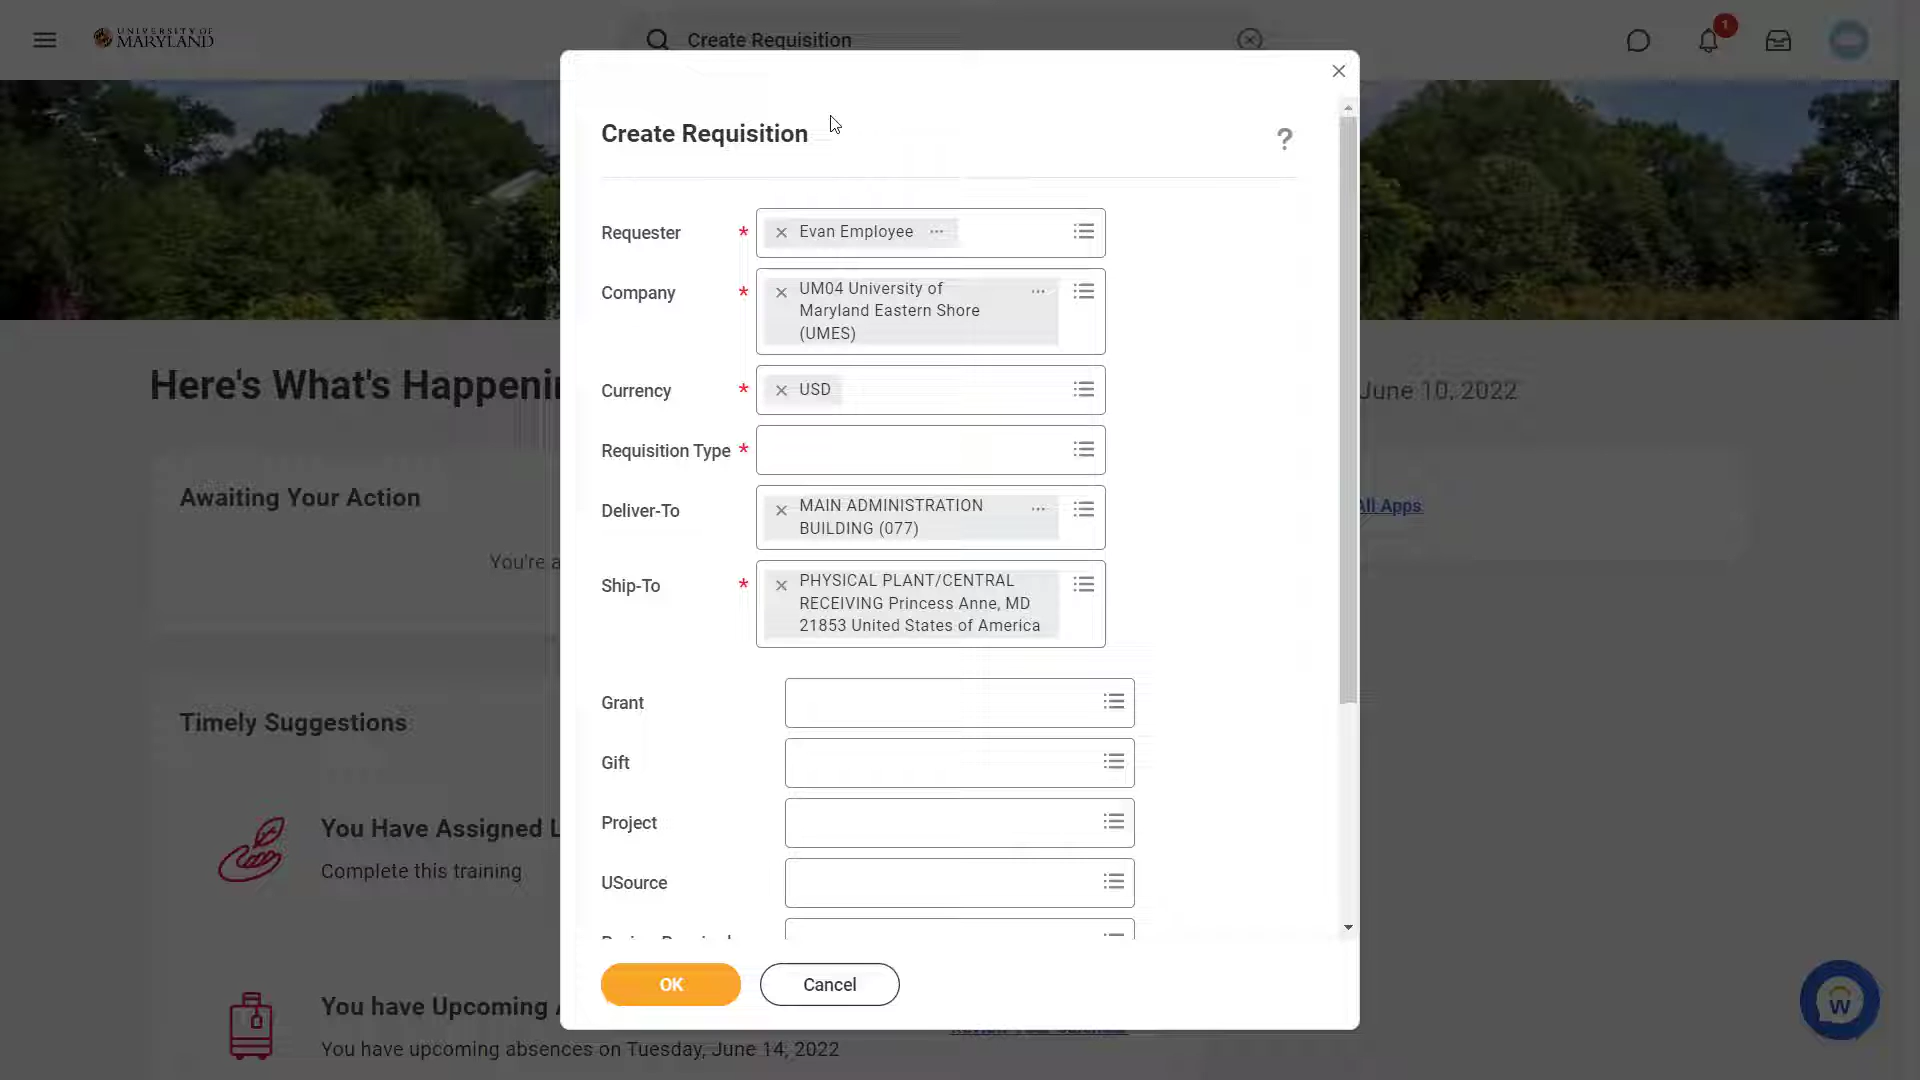 UNIVERSITY OF
MARYLAND
Create Requisition
1
Create Requisition
?
Requester *
Evan Employee
Company *
UM04 University of
Maryland Eastern Shore
(UMES)
Currency *
USD
Requisition Type *
Deliver-To
MAIN ADMINISTRATION
BUILDING (077)
Ship-To *
PHYSICAL PLANT/CENTRAL
RECEIVING Princess Anne, MD
21853 United States of America
Grant
Gift
Project
USource
OK
Cancel
Here's What's Happenin
June 10, 2022
Awaiting Your Action
You're a
All Apps
Timely Suggestions
You Have Assigned L
Complete this training
You have Upcoming A
You have upcoming absences on Tuesday, June 14, 2022
W